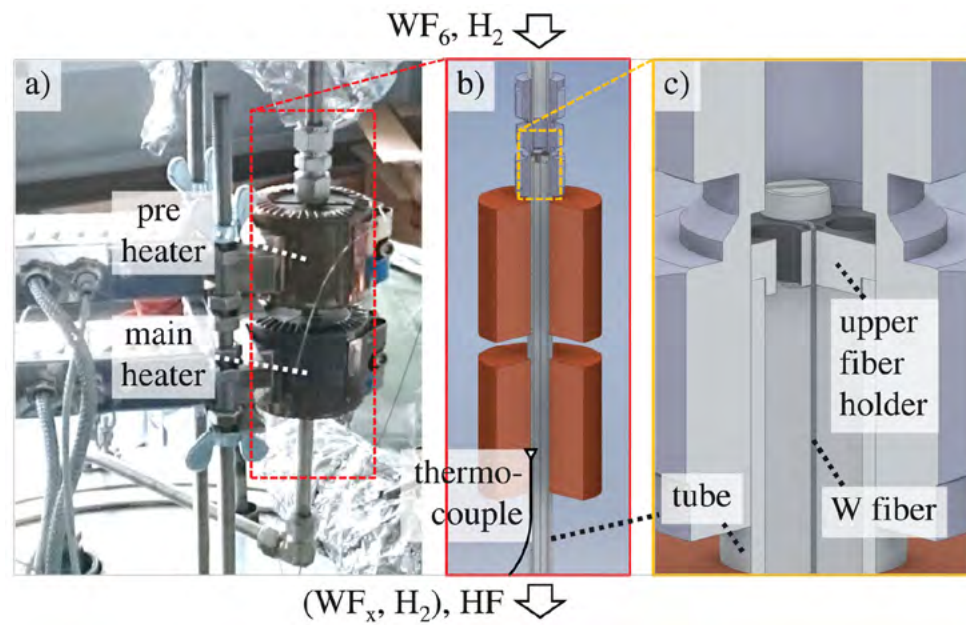 WF₆, H₂
a)
b)
c)
pre
heater
main
heater
thermo-
couple
tube
upper
fiber
holder
W fiber
(WFₓ, H₂), HF